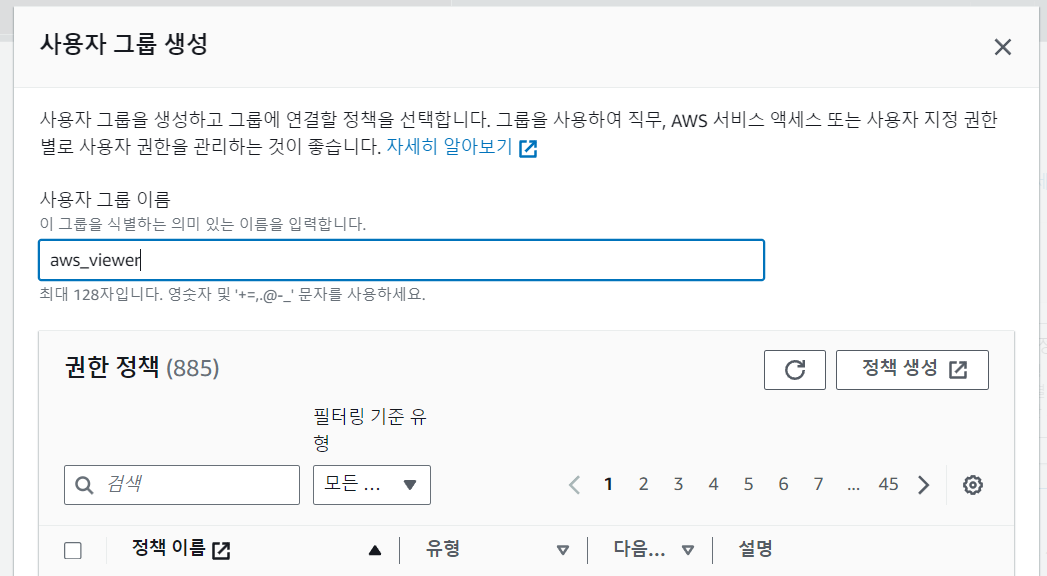 사용자 그룹 생성
사용자 그룹을 생성하고 그룹에 연결할 정책을 선택합니다. 그룹을 사용하여 직무, AWS 서비스 액세스 또는 사용자 지정 권한
별로 사용자 권한을 관리하는 것이 좋습니다. 자세히 알아보기
사용자 그룹 이름
이 그룹을 식별하는 의미 있는 이름을 입력합니다.
aws_viewer
최대 128자입니다. 영숫자 및 '+=,.@-_' 문자를 사용하세요.
권한 정책 (885)
정책 생성
필터링 기준 유
형
검색
모든 ...
1 2 3 4 5 6 7 ... 45
정책 이름 유형 다음... 설명